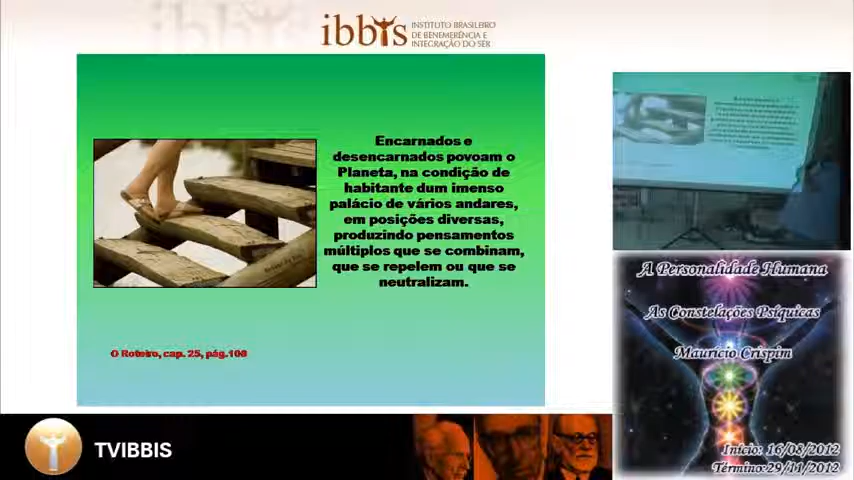 ibbis
INSTITUTO BRASILEIRO
DE BENEMERÊNCIA E
INTEGRAÇÃO DO SER
Encarnados e
desencarnados povoam o
Planeta, na condição de
habitante dum imenso
palácio de vários andares,
em posições diversas,
produzindo pensamentos
múltiplos que se combinam,
que se repelem ou que se
neutralizam.
O Roteiro, cap. 25, pág.108
A Personalidade Humana
As Constelações Psíquicas
Maurício Crispim
Início: 16/08/2012
Término:29/11/2012
TVIBBIS